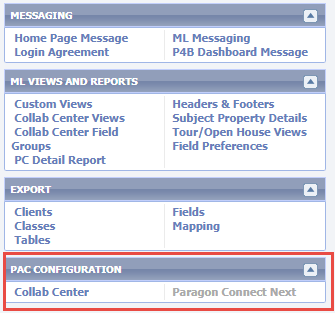 MESSAGING
Home Page Message
ML Messaging
Login Agreement
P4B Dashboard Message
ML VIEWS AND REPORTS
Custom Views
Headers & Footers
Collab Center Views
Subject Property Details
Collab Center Field
Groups
Tour/Open House Views
PC Detail Report
Field Preferences
EXPORT
Clients
Fields
Classes
Mapping
Tables
PAC CONFIGURATION
Collab Center
Paragon Connect Next